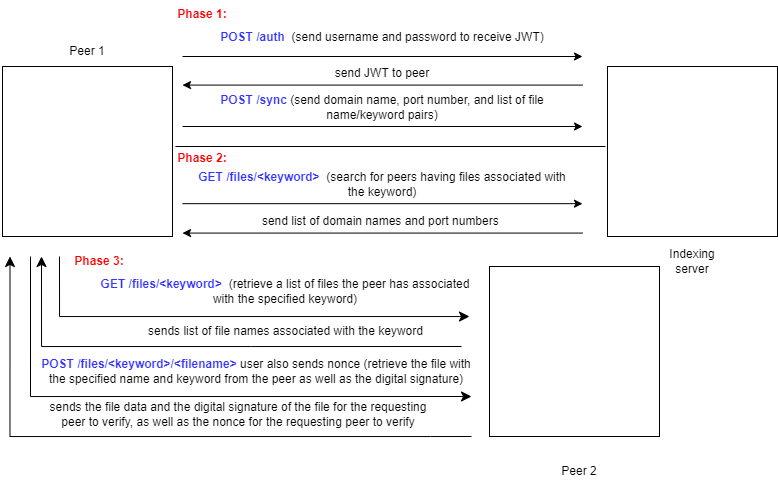 Phase 1:
Peer 1
POST /auth (send username and password to receive JWT)
send JWT to peer
POST /sync (send domain name, port number, and list of file
name/keyword pairs)
Phase 2:
GET /files/<keyword> (search for peers having files associated with
the keyword)
send list of domain names and port numbers
Indexing
server
Phase 3:
GET /files/<keyword> (retrieve a list of files the peer has associated
with the specified keyword)
sends list of file names associated with the keyword
POST /files/<keyword>/<filename> user also sends nonce (retrieve the file with
the specified name and keyword from the peer as well as the digital signature)
sends the file data and the digital signature of the file for the requesting
peer to verify, as well as the nonce for the requesting peer to verify
Peer 2